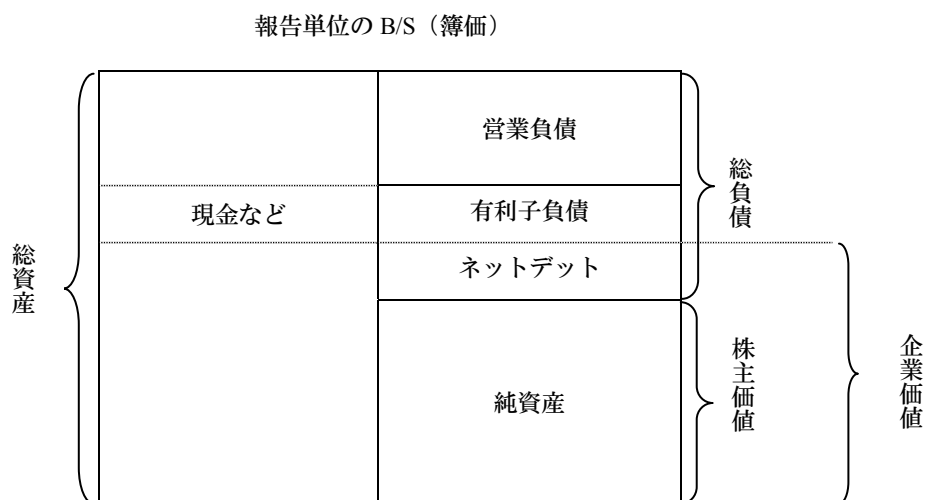 報告単位の B/S（簿価）
営業負債
総負債
現金など
有利子負債
総資産
ネットデット
株主価値
企業価値
純資産